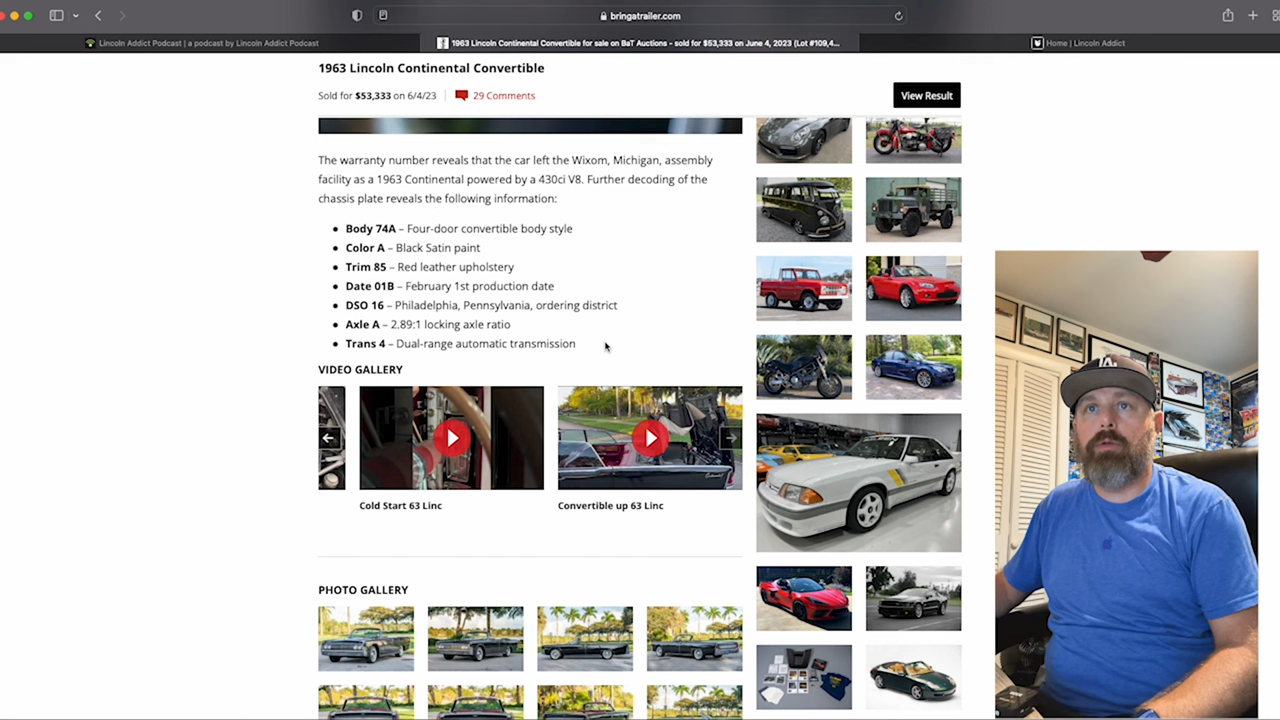 bringatrailer.com
Lincoln Addict Podcast | a podcast by Lincoln Addict Podcast
1963 Lincoln Continental Convertible for sale on BaT Auctions – sold for $53,333 on June 4, 2023 (Lot #109,4...
Home | Lincoln Addict
1963 Lincoln Continental Convertible
Sold for $53,333 on 6/4/23
29 Comments
View Result
The warranty number reveals that the car left the Wixom, Michigan, assembly
facility as a 1963 Continental powered by a 430ci V8. Further decoding of the
chassis plate reveals the following information:
• Body 74A – Four-door convertible body style
• Color A – Black Satin paint
• Trim 85 – Red leather upholstery
• Date 01B – February 1st production date
• DSO 16 – Philadelphia, Pennsylvania, ordering district
• Axle A – 2.89:1 locking axle ratio
• Trans 4 – Dual-range automatic transmission
VIDEO GALLERY
Cold Start 63 Linc
Convertible up 63 Linc
PHOTO GALLERY